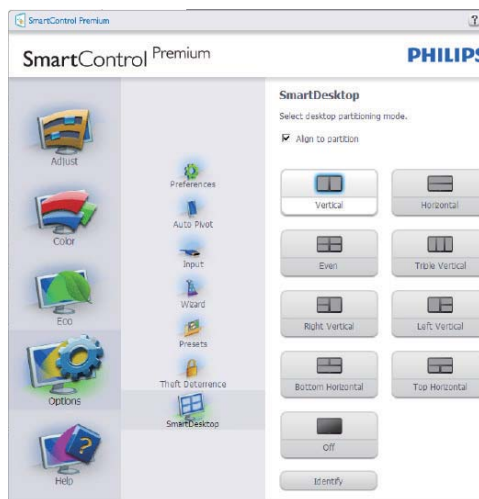 SmartControl Premium
?
SmartControl Premium
PHILIPS
Adjust
Color
Eco
Options
Help
Preferences
Auto Pivot
Input
Wizard
Presets
Theft Deterrence
SmartDesktop
SmartDesktop
Select desktop partitioning mode.
Align to partition
Vertical
Horizontal
Even
Triple Vertical
Right Vertical
Left Vertical
Bottom Horizontal
Top Horizontal
Off
Identify